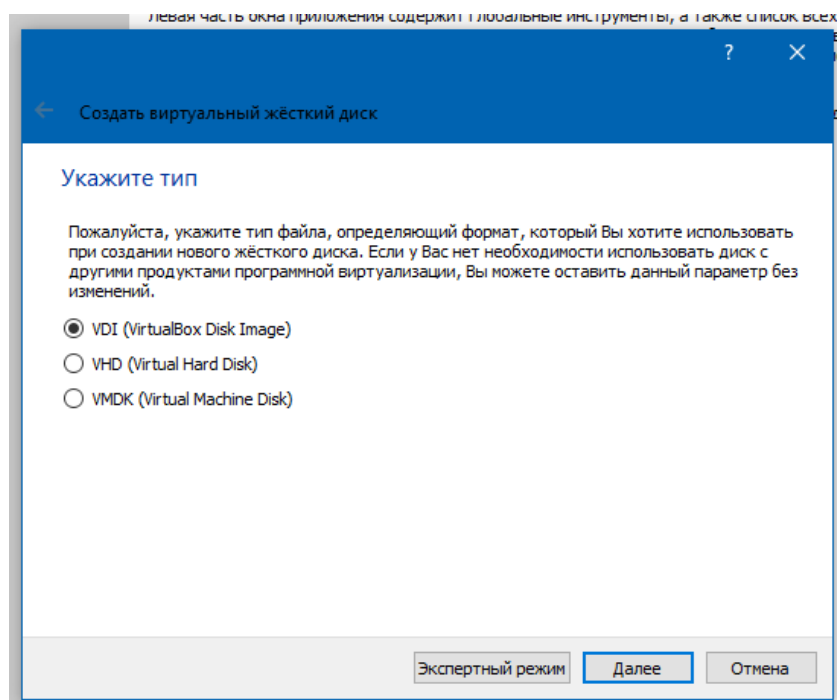 левая часть окна приложения содержит Глобальные инструменты, а также список всех
?
Создать виртуальный жёсткий диск
Укажите тип
Пожалуйста, укажите тип файла, определяющий формат, который Вы хотите использовать
при создании нового жёсткого диска. Если у Вас нет необходимости использовать диск с
другими продуктами программной виртуализации, Вы можете оставить данный параметр без
изменений.
VDI (VirtualBox Disk Image)
VHD (Virtual Hard Disk)
VMDK (Virtual Machine Disk)
Экспертный режим Далее Отмена